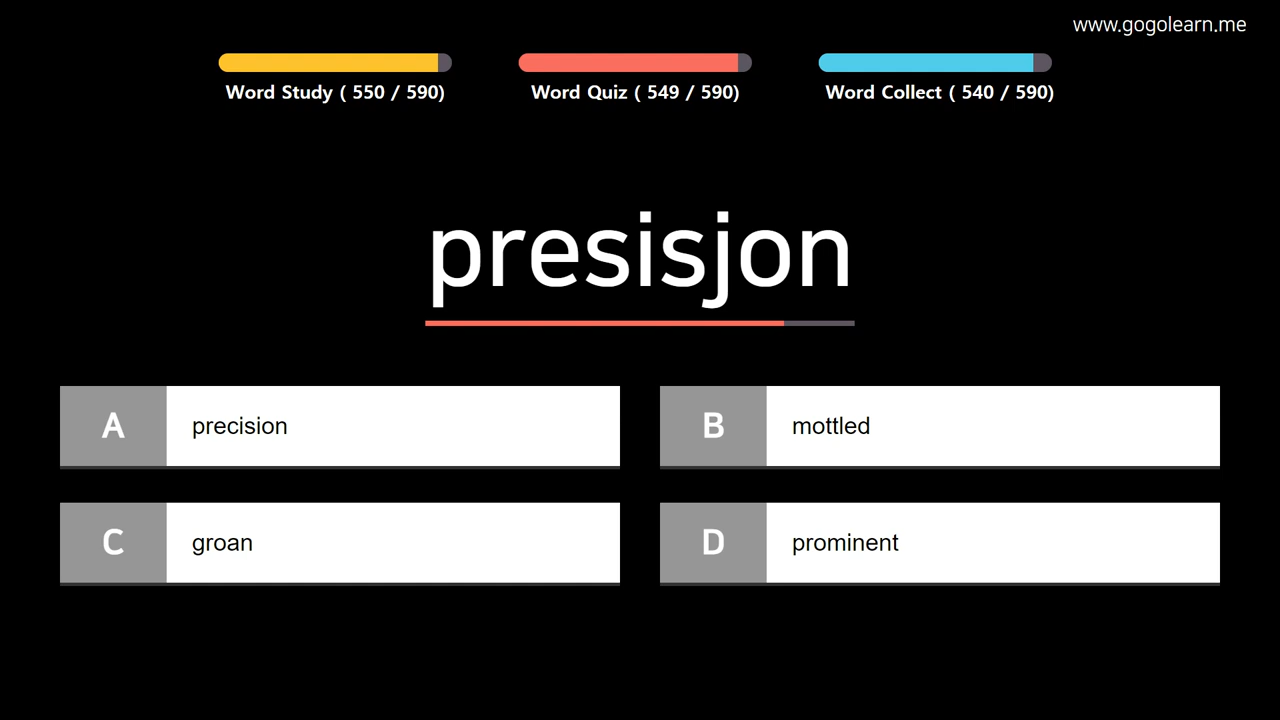 www.gogolearn.me
Word Study ( 550 / 590)
Word Quiz ( 549 / 590)
Word Collect ( 540 / 590)
presisjon
A precision
B mottled
C groan
D prominent